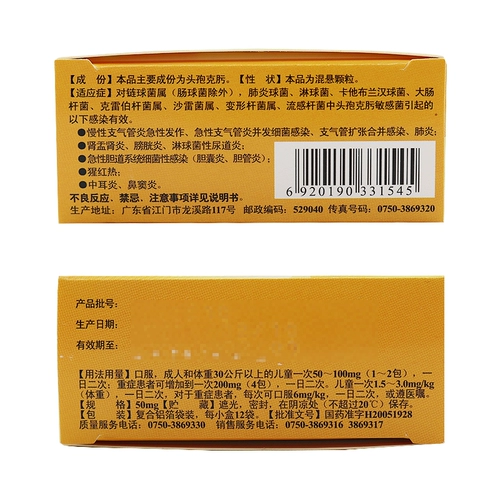 【成　份】本品主要成份为头孢克肟。【性　状】本品为混悬颗粒。
【适应症】对链球菌属（肠球菌除外），肺炎球菌、淋球菌、卡他布兰汉球菌、大肠
杆菌、克雷伯杆菌属、沙雷菌属、变形杆菌属、流感杆菌中头孢克肟敏感菌引起的
以下感染有效。
●慢性支气管炎急性发作、急性支气管炎并发细菌感染、支气管扩张合并感染、肺炎；
●肾盂肾炎、膀胱炎、淋球菌性尿道炎；
●急性胆道系统细菌性感染（胆囊炎、胆管炎）；
●猩红热；
●中耳炎、鼻窦炎。
不良反应、禁忌、注意事项详见说明书。
生产地址：广东省江门市龙溪路117号 邮政编码：529040 传真号码：0750-3869320
6 920190 331545
产品批号：
生产日期：
有效期至：
【用法用量】口服，成人和体重30公斤以上的儿童一次50～100mg（1～2包），一
日二次；重症患者可增加到一次200mg（4包），一日二次。儿童一次1.5～3.0mg/kg
（体重），一日二次，对于重症患者，每次可口服6mg/kg，或遵医嘱。
【规　格】50mg【贮　藏】遮光，密封，在阴凉处（不超过20℃）保存。
【包　装】复合铝箔袋装，每小盒12袋。【批准文号】国药准字H20051928
质量服务电话：0750-3869330 销售服务电话：0750-3869316 3869317